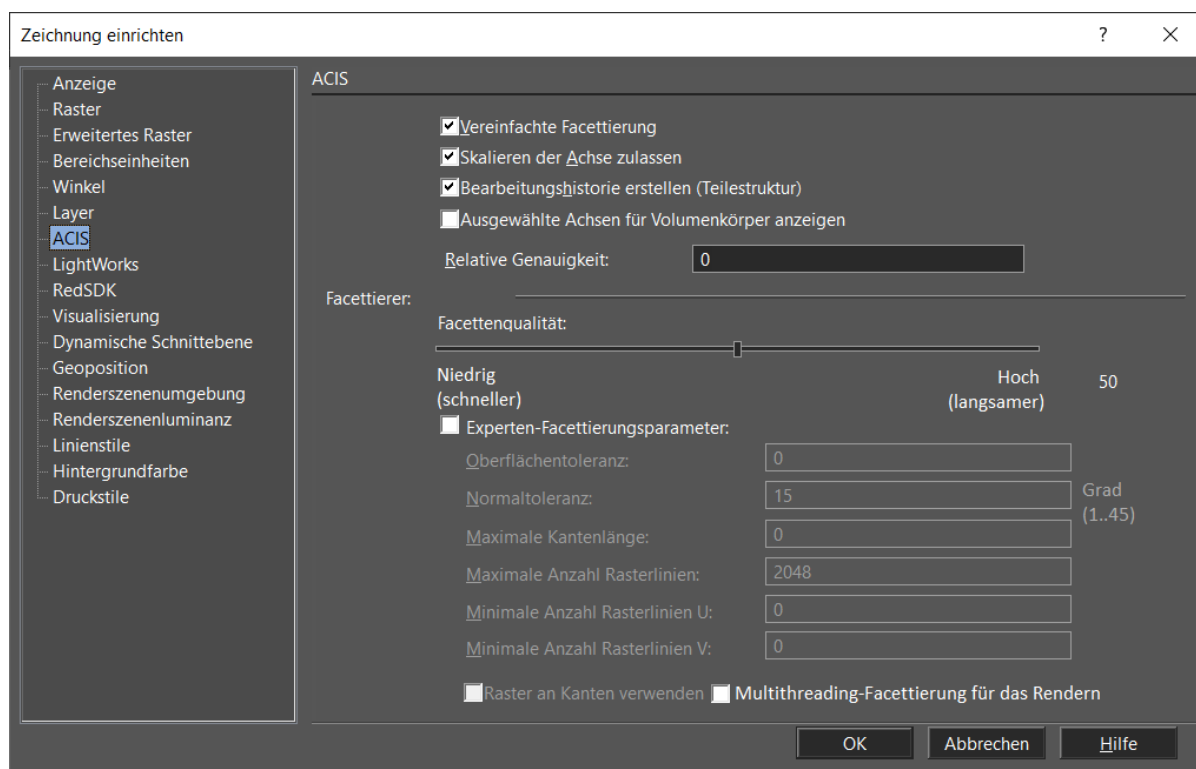 Zeichnung einrichten
?
Anzeige
Raster
Erweitertes Raster
Bereichseinheiten
Winkel
Layer
ACIS
LightWorks
RedSDK
Visualisierung
Dynamische Schnittebene
Geoposition
Renderszenenumgebung
Renderszenenluminanz
Linienstile
Hintergrundfarbe
Druckstile
ACIS
Vereinfachte Facettierung
Skalieren der Achse zulassen
Bearbeitungshistorie erstellen (Teilestruktur)
Ausgewählte Achsen für Volumenkörper anzeigen
Relative Genauigkeit: 0
Facettierer:
Facettenqualität:
Niedrig
(schneller)
Hoch
(langsamer)
50
Experten-Facettierungsparameter:
Oberflächentoleranz: 0
Normaltoleranz: 15
Grad
(1..45)
Maximale Kantenlänge: 0
Maximale Anzahl Rasterlinien: 2048
Minimale Anzahl Rasterlinien U: 0
Minimale Anzahl Rasterlinien V: 0
Raster an Kanten verwenden Multithreading-Facettierung für das Rendern
OK Abbrechen Hilfe